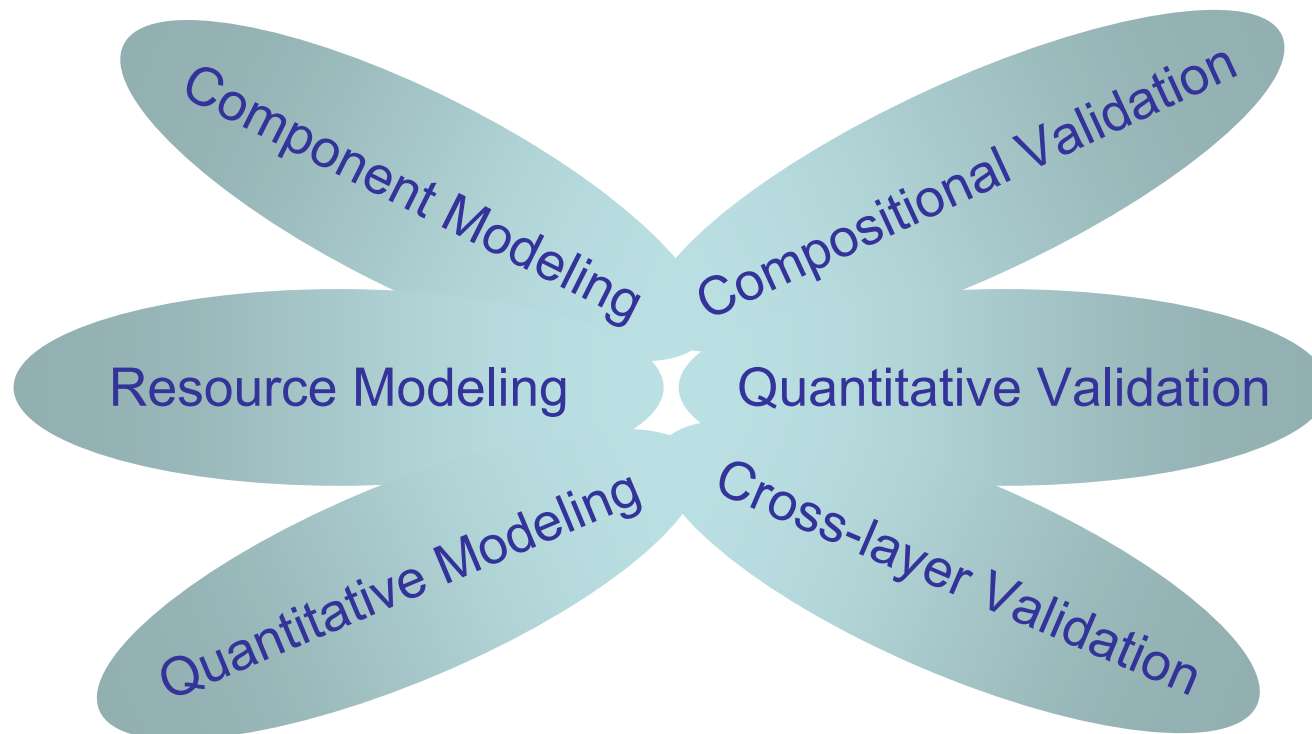 Component Modeling
Compositional Validation
Resource Modeling
Quantitative Validation
Quantitative Modeling
Cross-layer Validation